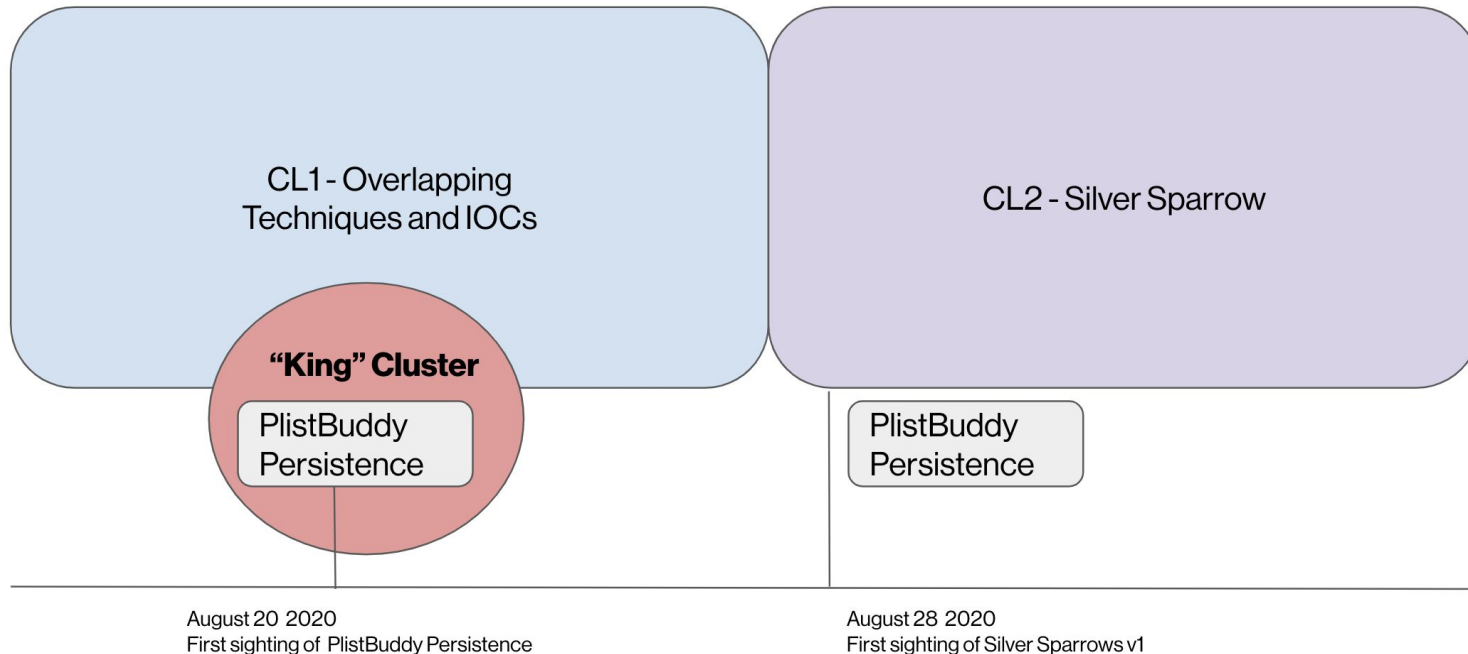 CL1 - Overlapping
Techniques and IOCs
CL2 - Silver Sparrow
“King” Cluster
PlistBuddy
Persistence
PlistBuddy
Persistence
August 20 2020
First sighting of PlistBuddy Persistence
August 28 2020
First sighting of Silver Sparrows v1